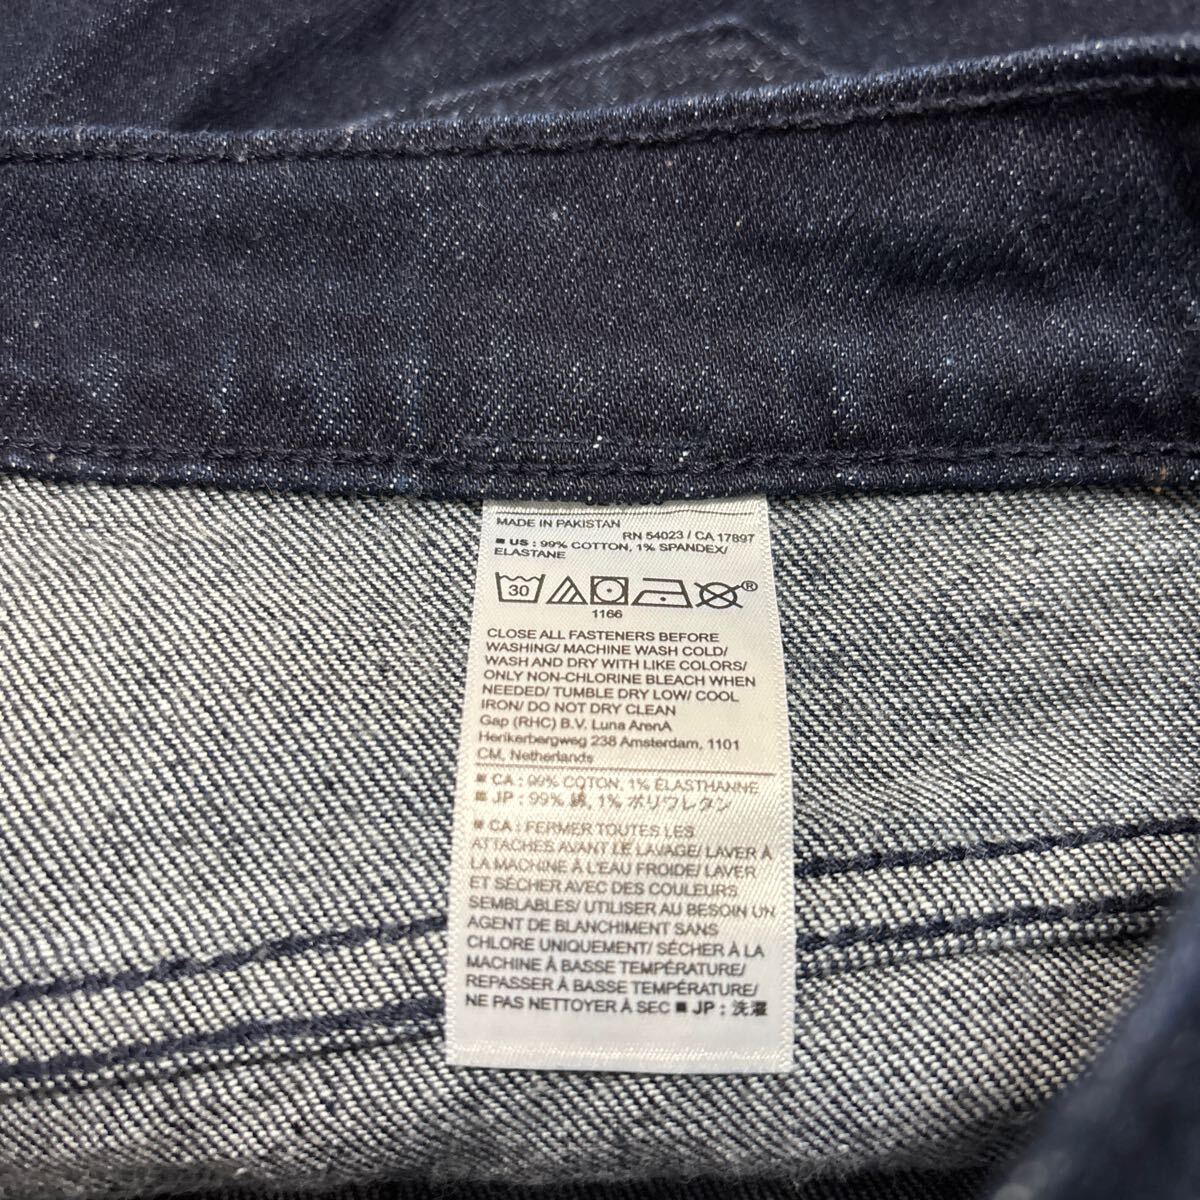 MADE IN PAKISTAN
RN 54023 / CA 17897
■ US : 99% COTTON, 1% SPANDEX/
ELASTANE
30
®
1166
CLOSE ALL FASTENERS BEFORE
WASHING/ MACHINE WASH COLD/
WASH AND DRY WITH LIKE COLORS/
ONLY NON-CHLORINE BLEACH WHEN
NEEDED/ TUMBLE DRY LOW/ COOL
IRON/ DO NOT DRY CLEAN
Gap (RHC) B.V. Luna ArenA
Herikerbergweg 238 Amsterdam, 1101
CM, Netherlands
■ CA : 99% COTON, 1% ÉLASTHANNE
■ JP : 99% 綿, 1% ポリウレタン
■ CA : FERMER TOUTES LES
ATTACHES AVANT LE LAVAGE/ LAVER À
LA MACHINE À L'EAU FROIDE/ LAVER
ET SÉCHER AVEC DES COULEURS
SEMBLABLES/ UTILISER AU BESOIN UN
AGENT DE BLANCHIMENT SANS
CHLORE UNIQUEMENT/ SÉCHER À LA
MACHINE À BASSE TEMPÉRATURE/
REPASSER À BASSE TEMPÉRATURE/
NE PAS NETTOYER À SEC ■ JP : 洗濯